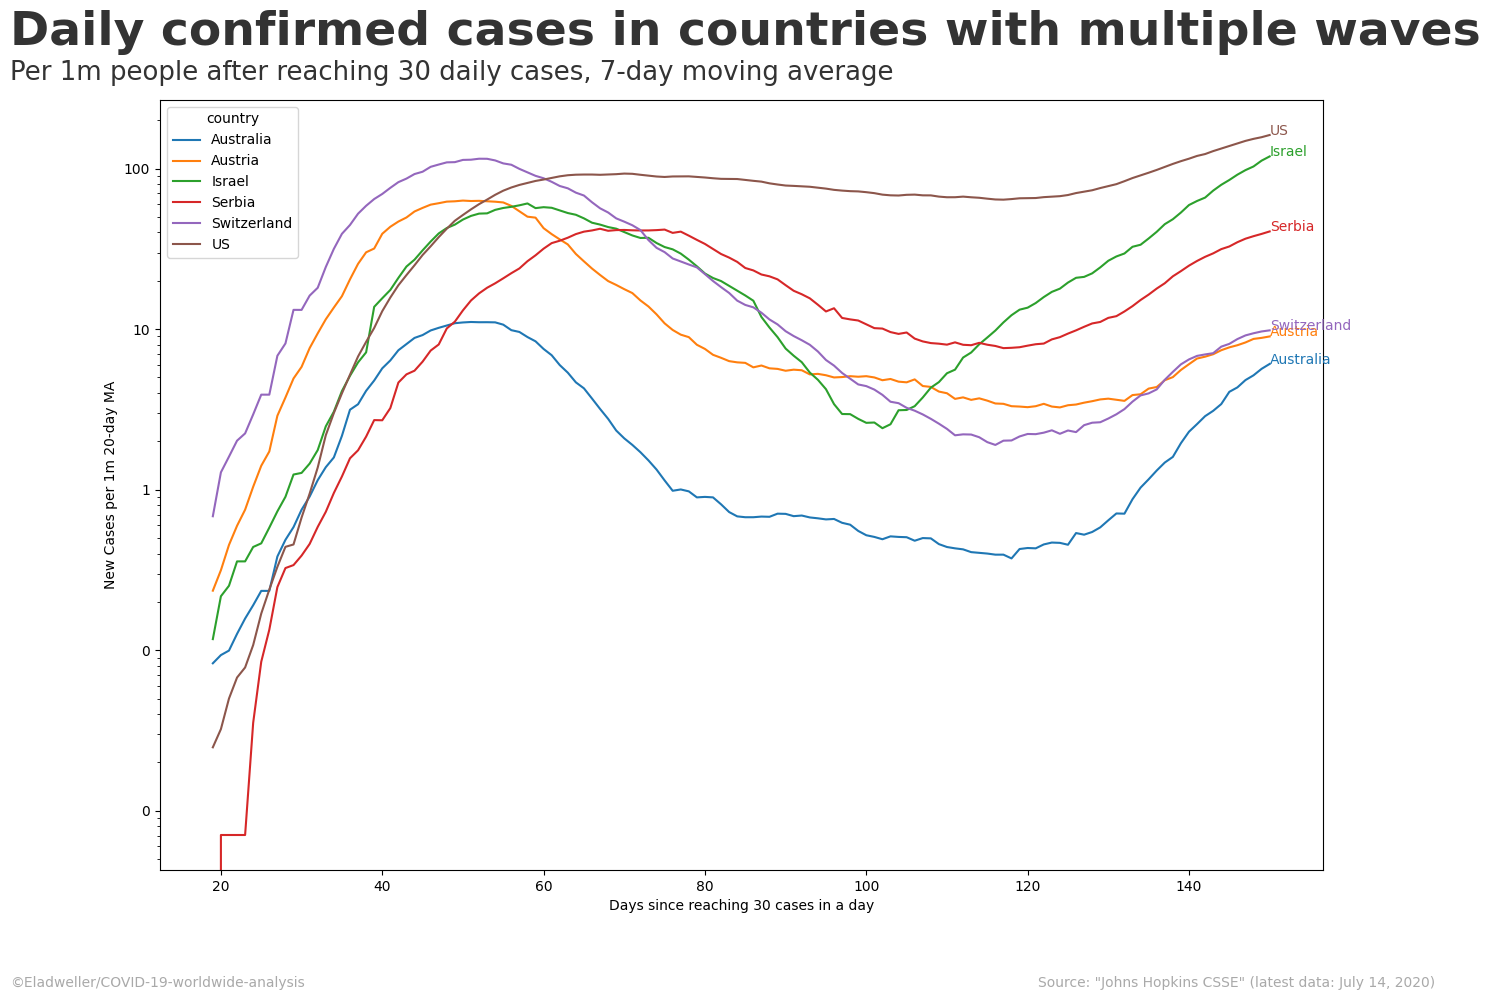 Daily confirmed cases in countries with multiple waves
Per 1m people after reaching 30 daily cases, 7-day moving average
country
Australia
Austria
Israel
Serbia
Switzerland
US
100
10
1
0
0
New Cases per 1m 20-day MA
US
Israel
Serbia
Switzerland
Austria
Australia
20 40 60 80 100 120 140
Days since reaching 30 cases in a day
©Eladweller/COVID-19-worldwide-analysis
Source: "Johns Hopkins CSSE" (latest data: July 14, 2020)